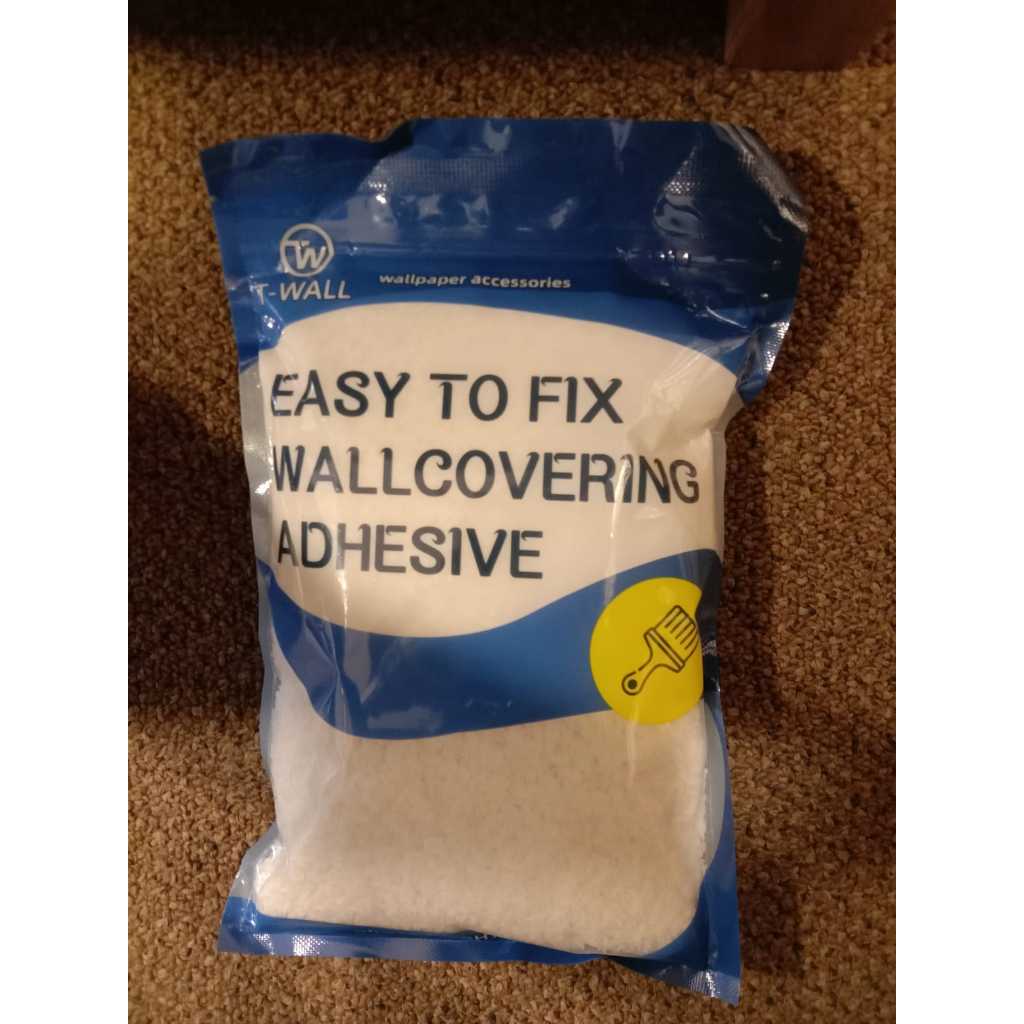 TW
T-WALL
wallpaper accessories
EASY TO FIX
WALLCOVERING
ADHESIVE